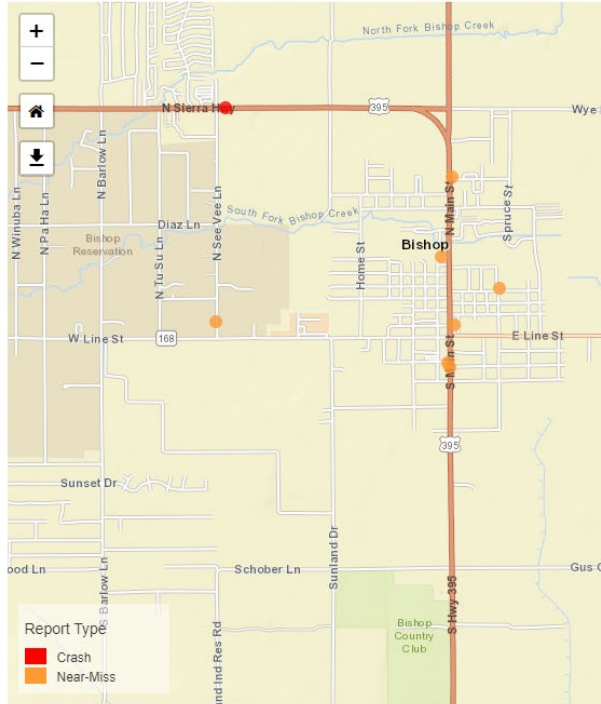 +
−
North Fork Bishop Creek
N Sierra Hwy
395
Wye
N Winuba Ln
N Pa Ha Ln
N Barlow Ln
N Tu Su Ln
N See Vee Ln
Diaz Ln
South Fork Bishop Creek
Bishop
Reservation
Home St
Bishop
N Main St
Spruce St
W Line St
168
E Line St
S Main St
395
Sunset Dr
Sunland Dr
ood Ln
Schober Ln
Gus C
S Barlow Ln
nd Ind Res Rd
S Hwy 395
Bishop
Country
Club
Report Type
Crash
Near-Miss